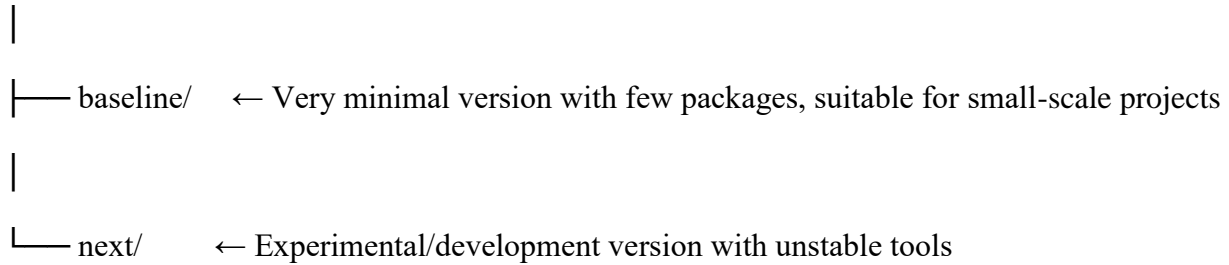 │
├── baseline/ ← Very minimal version with few packages, suitable for small-scale projects
│
└── next/ ← Experimental/development version with unstable tools